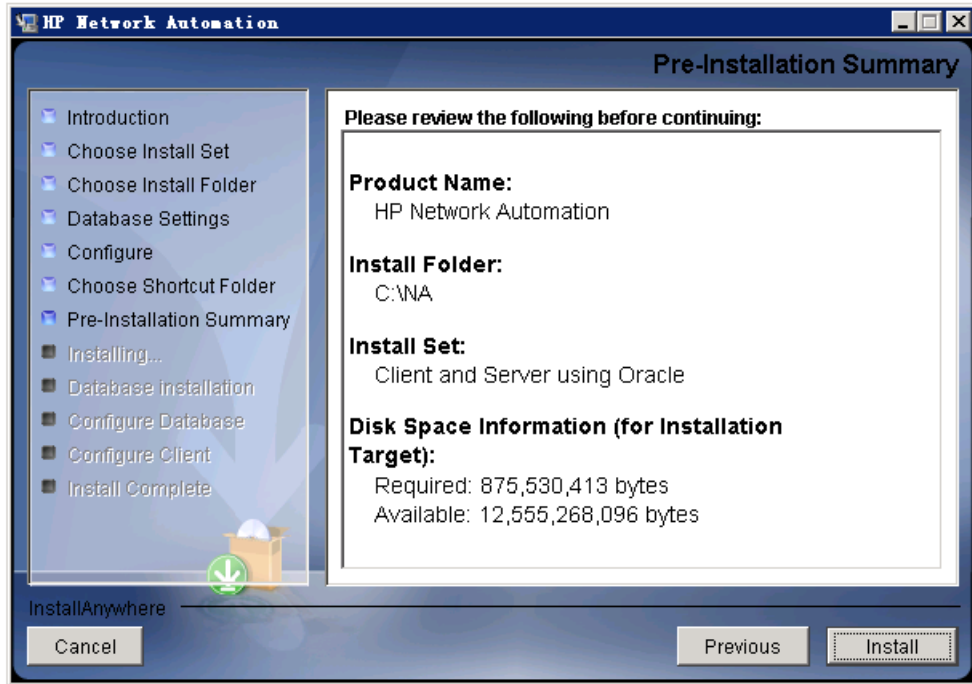 HP Network Automation
Pre-Installation Summary
Introduction
Choose Install Set
Choose Install Folder
Database Settings
Configure
Choose Shortcut Folder
Pre-Installation Summary
Installing...
Database installation
Configure Database
Configure Client
Install Complete
Please review the following before continuing:
Product Name:
HP Network Automation
Install Folder:
C:\NA
Install Set:
Client and Server using Oracle
Disk Space Information (for Installation
Target):
Required: 875,530,413 bytes
Available: 12,555,268,096 bytes
InstallAnywhere
Cancel
Previous
Install